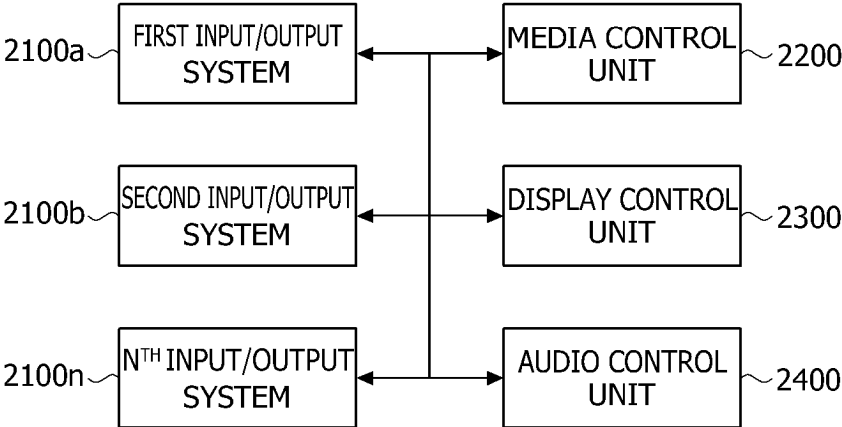 2100a
FIRST INPUT/OUTPUT
SYSTEM
MEDIA CONTROL
UNIT
2200
2100b
SECOND INPUT/OUTPUT
SYSTEM
DISPLAY CONTROL
UNIT
2300
2100n
Nᵀᴴ INPUT/OUTPUT
SYSTEM
AUDIO CONTROL
UNIT
2400